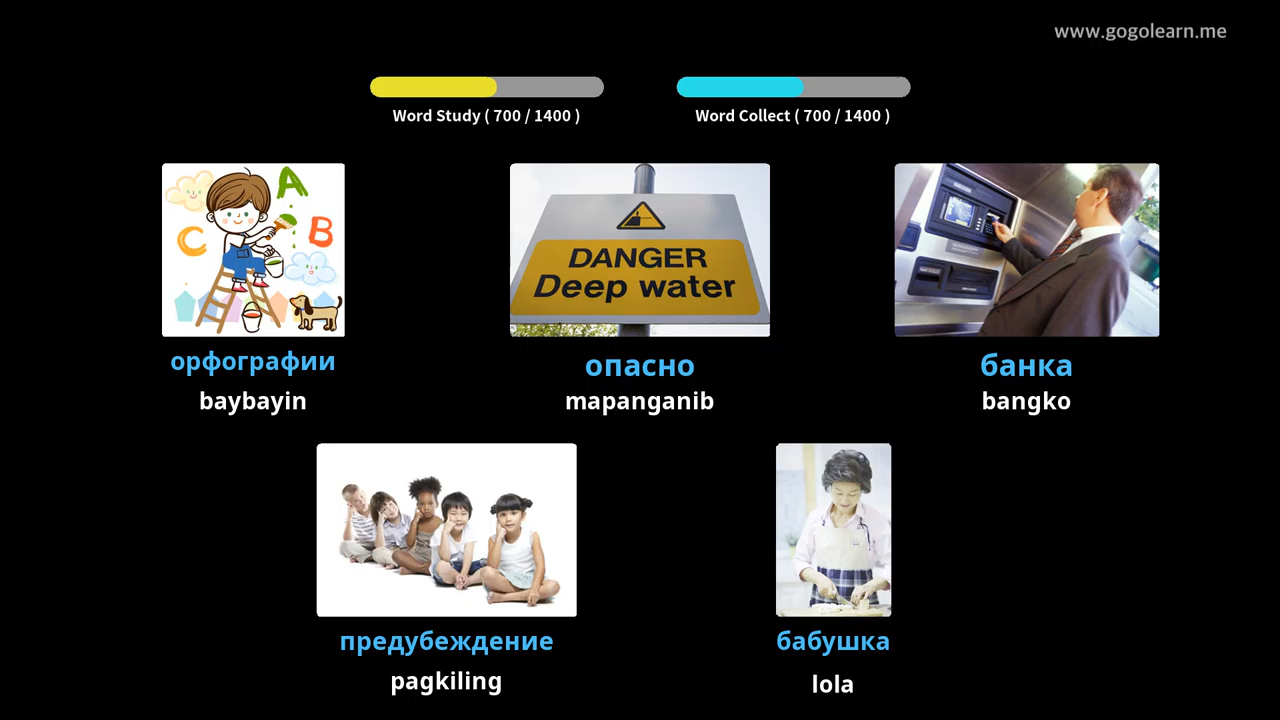 www.gogolearn.me
Word Study ( 700 / 1400 )
Word Collect ( 700 / 1400 )
A
B
C
DANGER
Deep water
орфографии
baybayin
опасно
mapanganib
банка
bangko
предубеждение
pagkiling
бабушка
lola